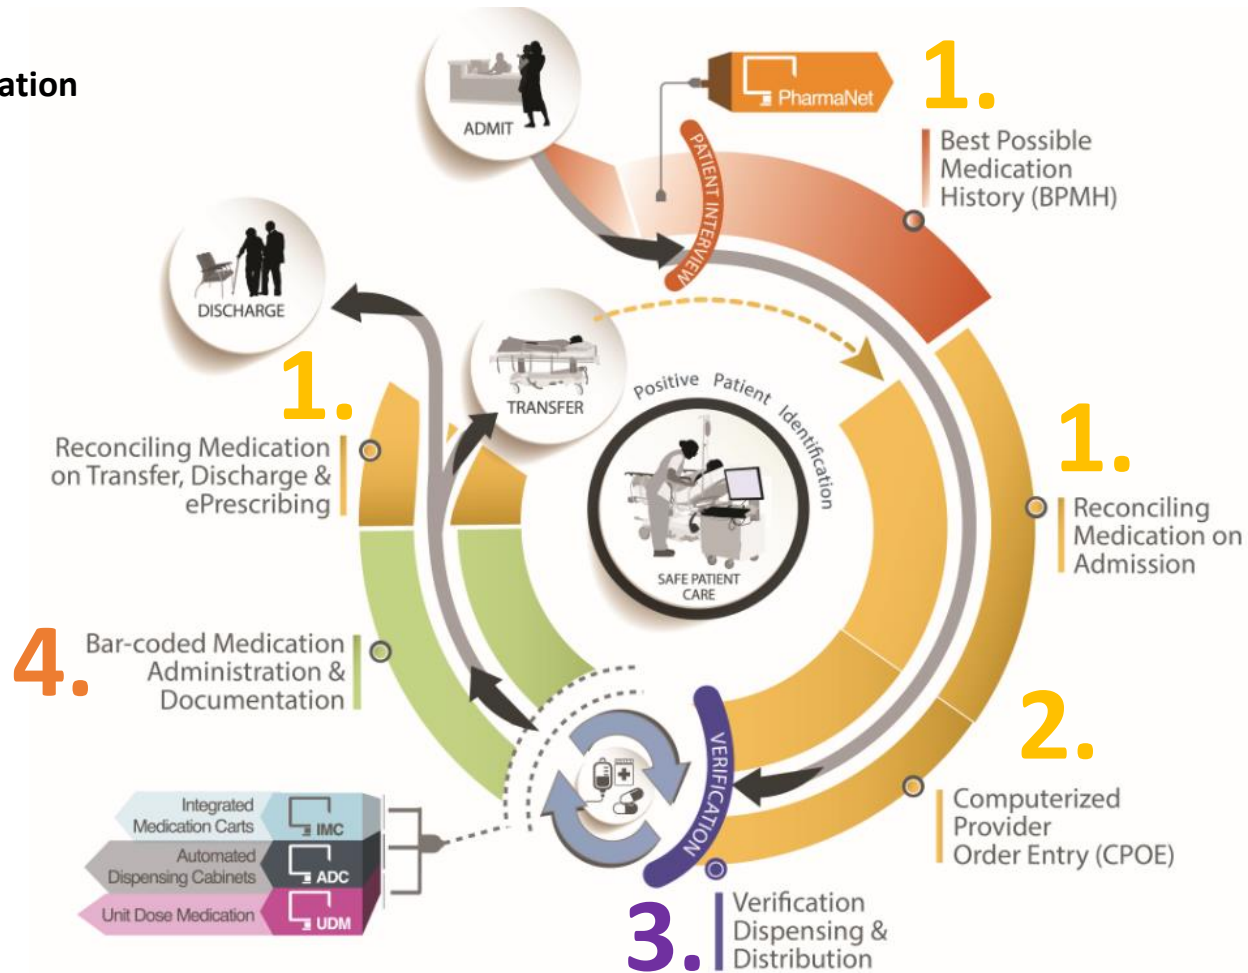 ation
ADMIT
PharmaNet
1.
Best Possible
Medication
History (BPMH)
PATIENT INTERVIEW
DISCHARGE
TRANSFER
Positive Patient Identification
1.
Reconciling Medication
on Transfer, Discharge &
ePrescribing
1.
Reconciling
Medication on
Admission
SAFE PATIENT
CARE
4.
Bar-coded Medication
Administration &
Documentation
2.
Computerized
Provider
Order Entry (CPOE)
VERIFICATION
Integrated
Medication Carts
IMC
Automated
Dispensing Cabinets
ADC
Unit Dose Medication
UDM
3.
Verification
Dispensing &
Distribution